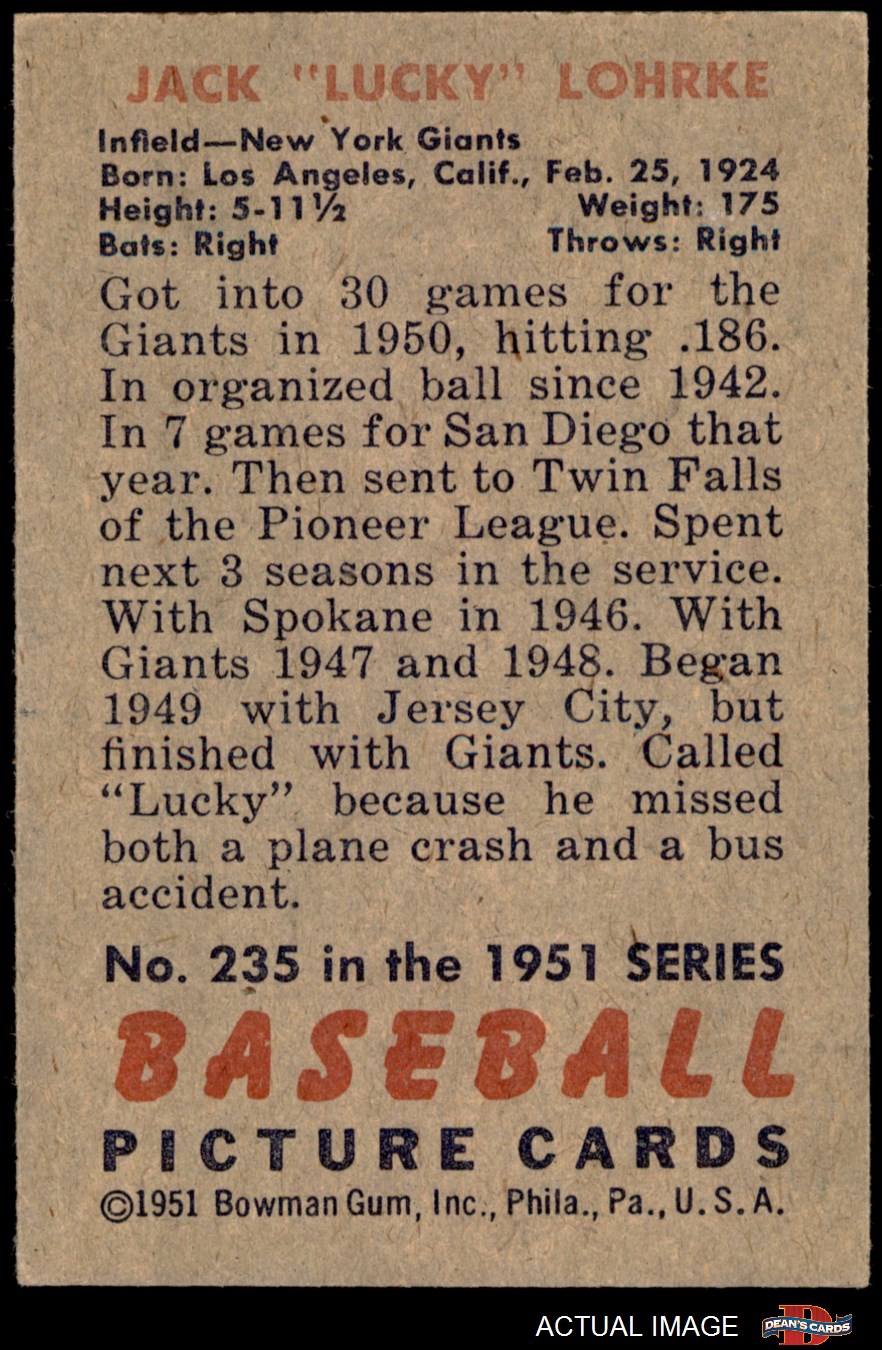 JACK "LUCKY" LOHRKE
Infield—New York Giants
Born: Los Angeles, Calif., Feb. 25, 1924
Height: 5-11½ Weight: 175
Bats: Right Throws: Right
Got into 30 games for the
Giants in 1950, hitting .186.
In organized ball since 1942.
In 7 games for San Diego that
year. Then sent to Twin Falls
of the Pioneer League. Spent
next 3 seasons in the service.
With Spokane in 1946. With
Giants 1947 and 1948. Began
1949 with Jersey City, but
finished with Giants. Called
"Lucky" because he missed
both a plane crash and a bus
accident.
No. 235 in the 1951 SERIES
BASEBALL
PICTURE CARDS
©1951 Bowman Gum, Inc., Phila., Pa., U.S.A.
ACTUAL IMAGE
D
DEAN'S CARDS